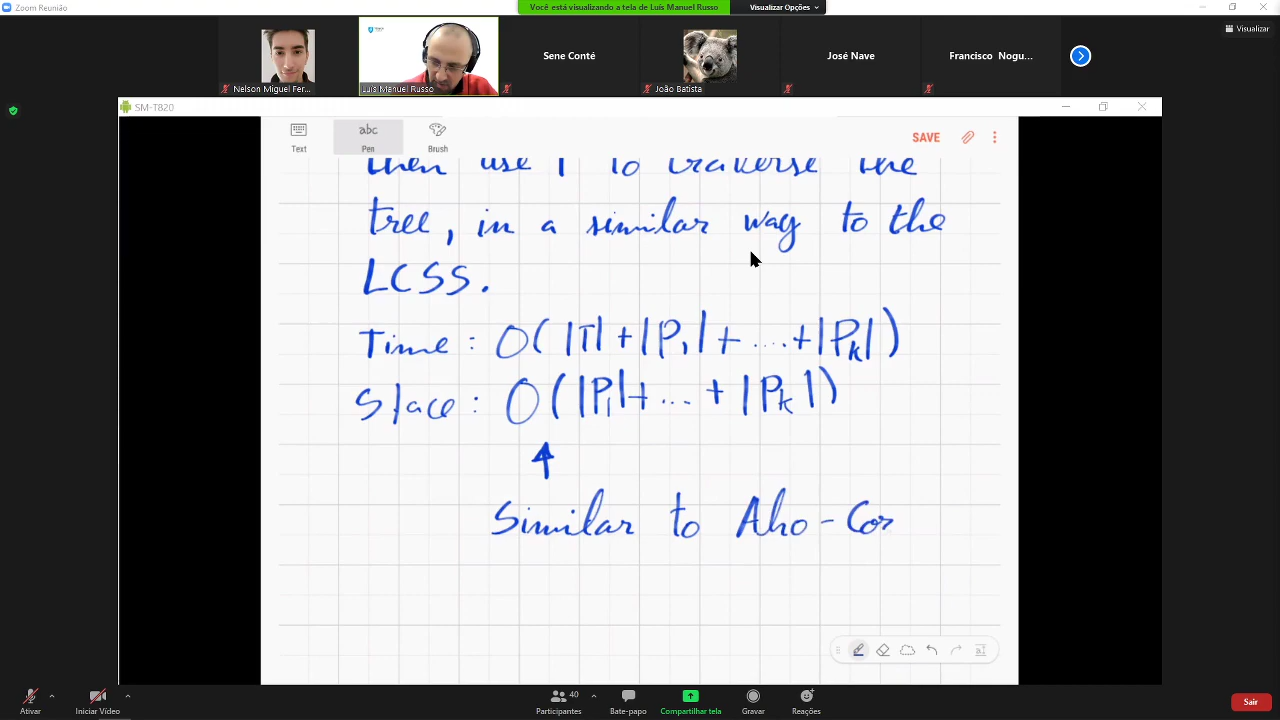 Zoom Reunião
Você está visualizando a tela de Luís Manuel Russo
Visualizar Opções
Visualizar
Nelson Miguel Fer...
Luís Manuel Russo
Sene Conté
João Batista
José Nave
Francisco Nogu...
SM-T820
Text
abc
Pen
Brush
SAVE
then use T to traverse the
tree, in a similar way to the
LCSS.
Time: O(|T|+|P1|+...+|Pk|)
Space: O(|P1|+...+|Pk|)
Similar to Aho-Cor
Ativar
Iniciar Vídeo
Participantes
40
Bate-papo
Compartilhar tela
Gravar
Reações
Sair